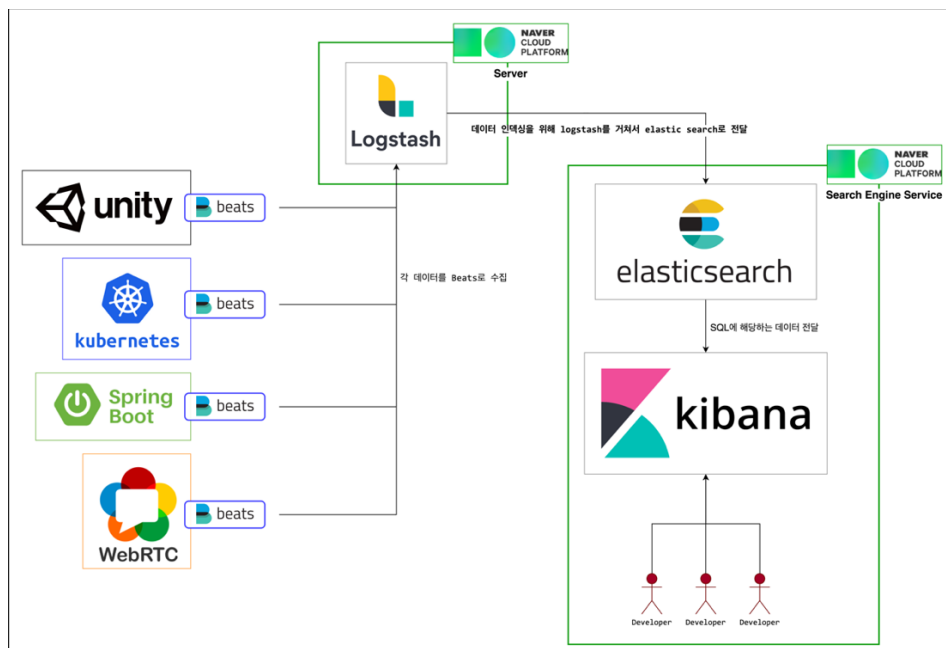 NAVER
CLOUD
PLATFORM
Server
Logstash
데이터 인덱싱을 위해 logstash를 거쳐서 elastic search로 전달
NAVER
CLOUD
PLATFORM
Search Engine Service
unity
beats
elasticsearch
각 데이터를 Beats로 수집
kubernetes
beats
SQL에 해당하는 데이터 전달
Spring
Boot
beats
kibana
WebRTC
beats
Developer
Developer
Developer